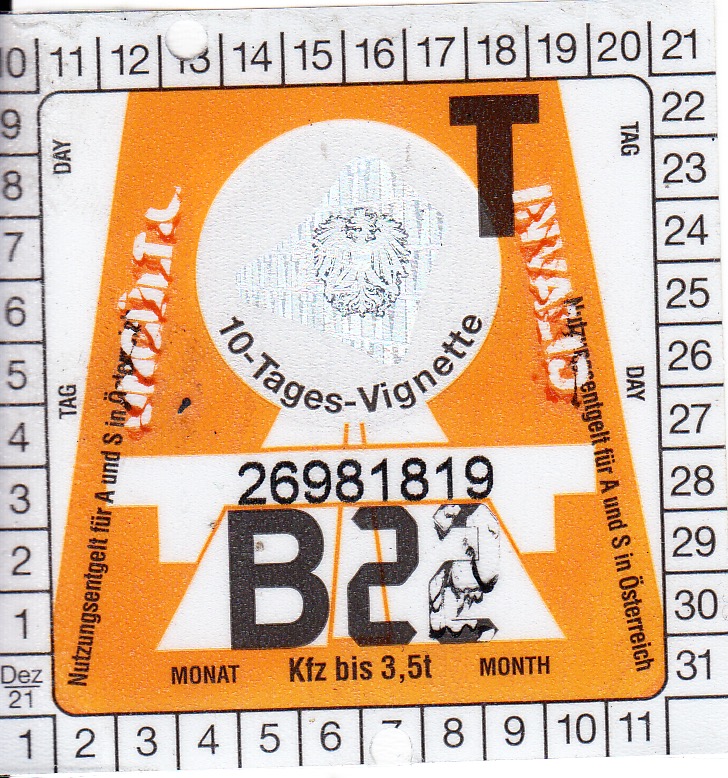 10 11 12 13 14 15 16 17 18 19 20 21
22
23
24
25
26
27
28
29
30
31
9
8
7
6
5
4
3
2
1
Dez
21
1 2 3 4 5 6 7 8 9 10 11
DAY
TAG
TAG
DAY
T
UNGÜLTIG
INVALID
10-Tages-Vignette
Nutzungsentgelt für A und S in
Nutzungsentgelt für A und S in Österreich
26981819
B22
MONAT Kfz bis 3,5t MONTH